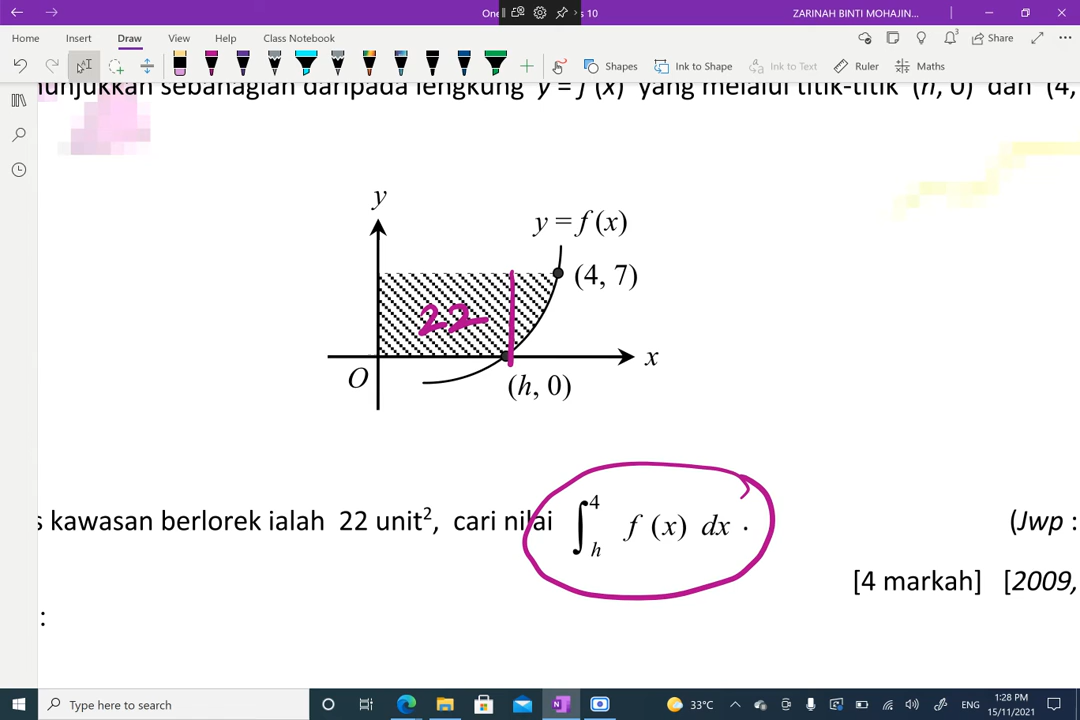 ZARINAH BINTI MOHAJIN...
Home Insert Draw View Help Class Notebook
Share
Shapes Ink to Shape Ink to Text Ruler Maths
menunjukkan sebahagian daripada lengkung y = f (x) yang melalui titik-titik (h, 0) dan (4,
y
y = f (x)
(4, 7)
22
O
x
(h, 0)
s kawasan berlorek ialah 22 unit², cari nilai ∫ₕ⁴ f (x) dx . (Jwp :
[4 markah] [2009,
:
Type here to search
33°C
ENG
1:28 PM
15/11/2021